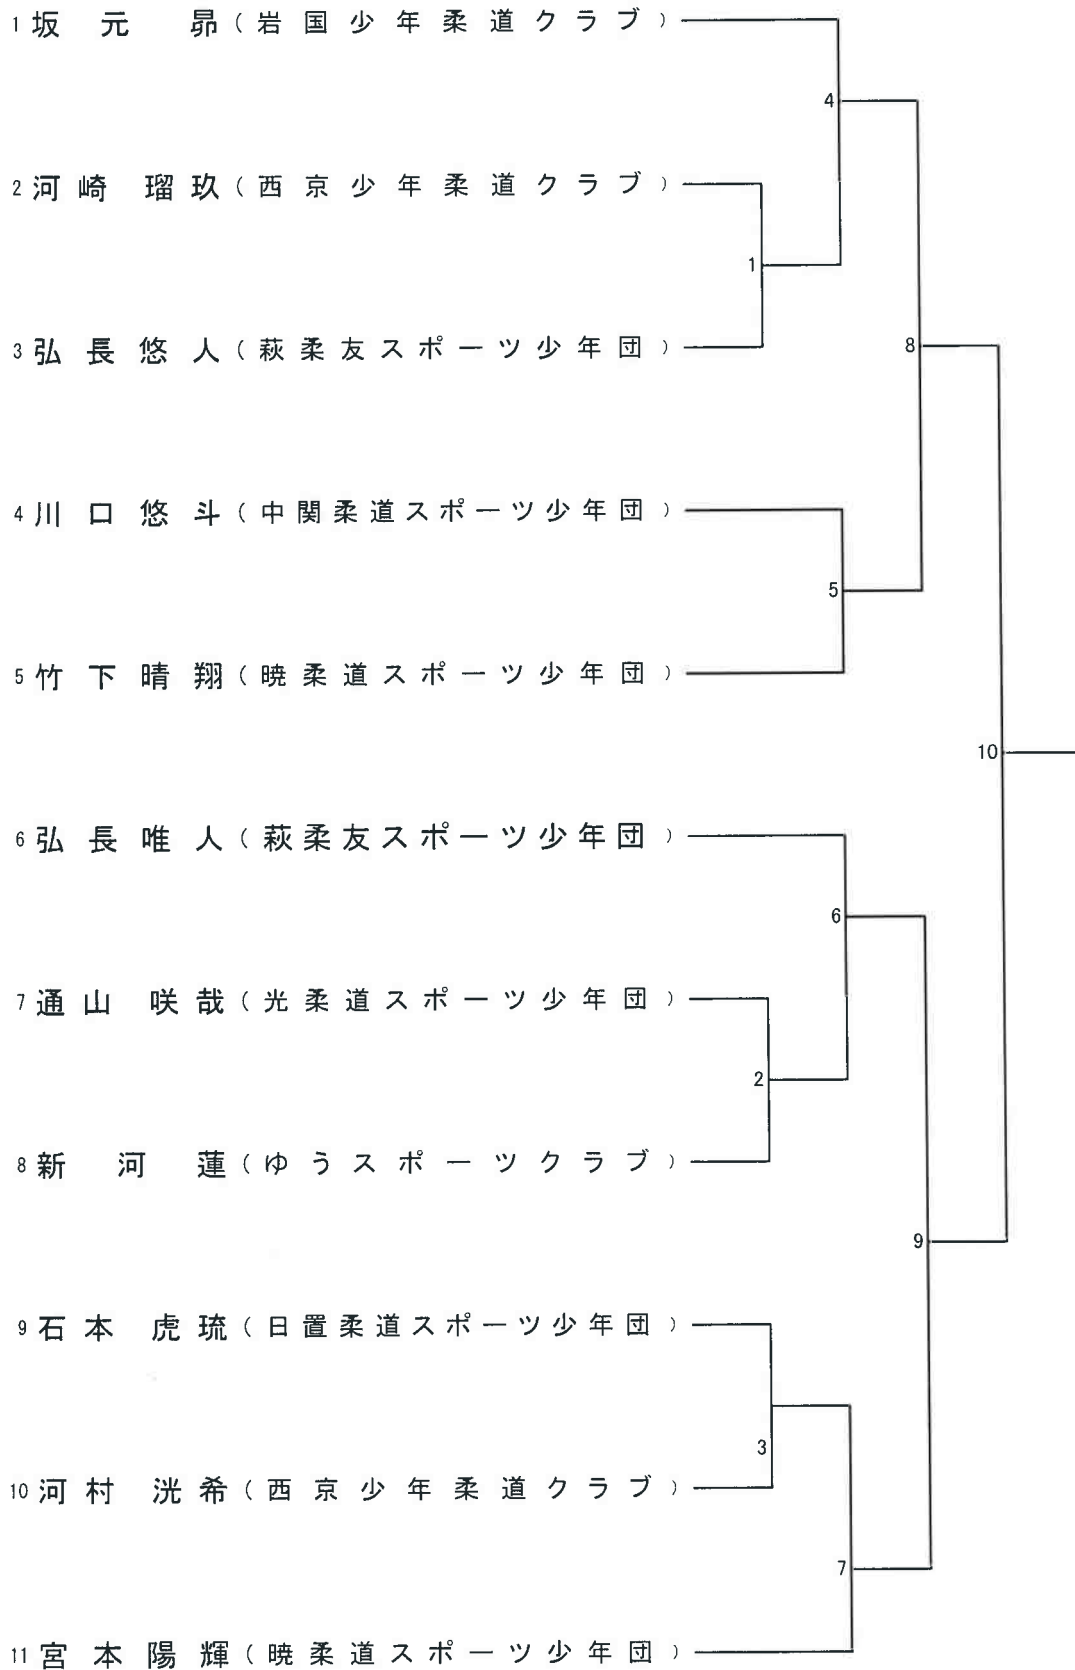 1 坂元 昴（岩国少年柔道クラブ）
4
2 河崎 瑠玖（西京少年柔道クラブ）
1
3 弘長悠人（萩柔友スポーツ少年団）
8
4 川口悠斗（中関柔道スポーツ少年団）
5
5 竹下晴翔（暁柔道スポーツ少年団）
10
6 弘長唯人（萩柔友スポーツ少年団）
6
7 通山 咲哉（光柔道スポーツ少年団）
2
8 新河 蓮（ゆうスポーツクラブ）
9
9 石本 虎琉（日置柔道スポーツ少年団）
3
10 河村 洸希（西京少年柔道クラブ）
7
11 宮本陽輝（暁柔道スポーツ少年団）